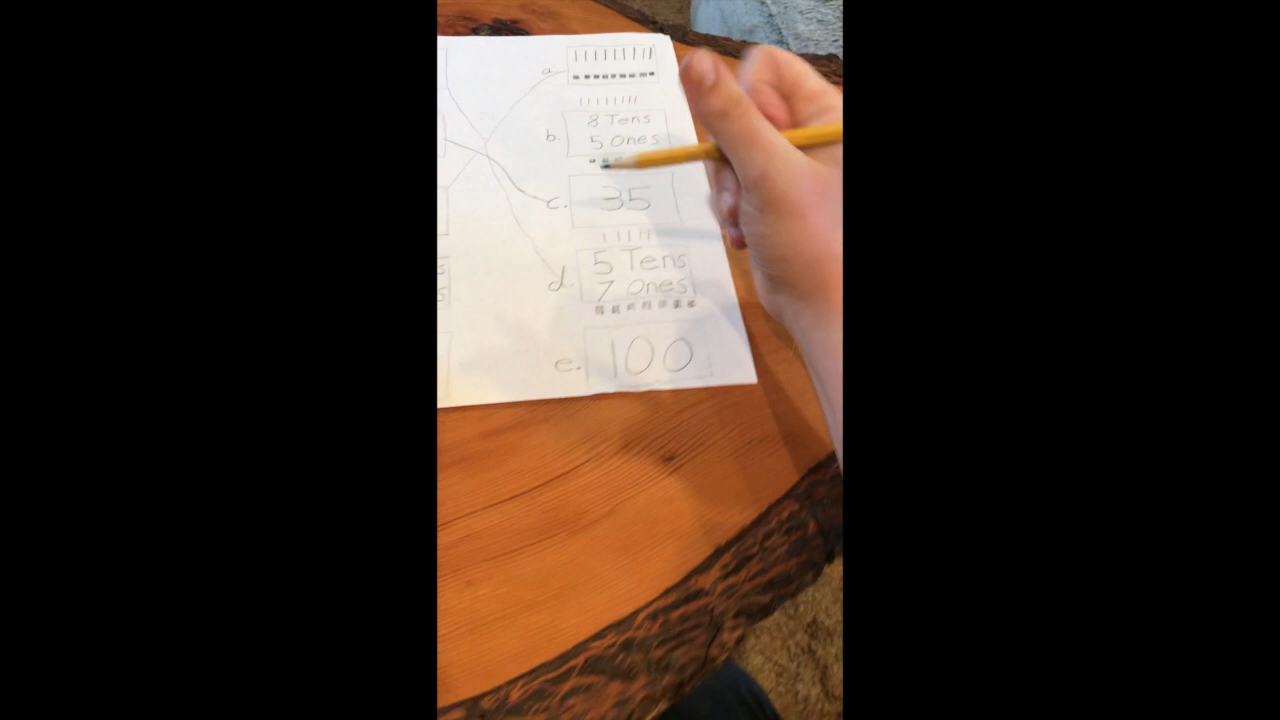 a.
b. 8 Tens
5 Ones
c. 35
d. 5 Tens
7 Ones
e. 100